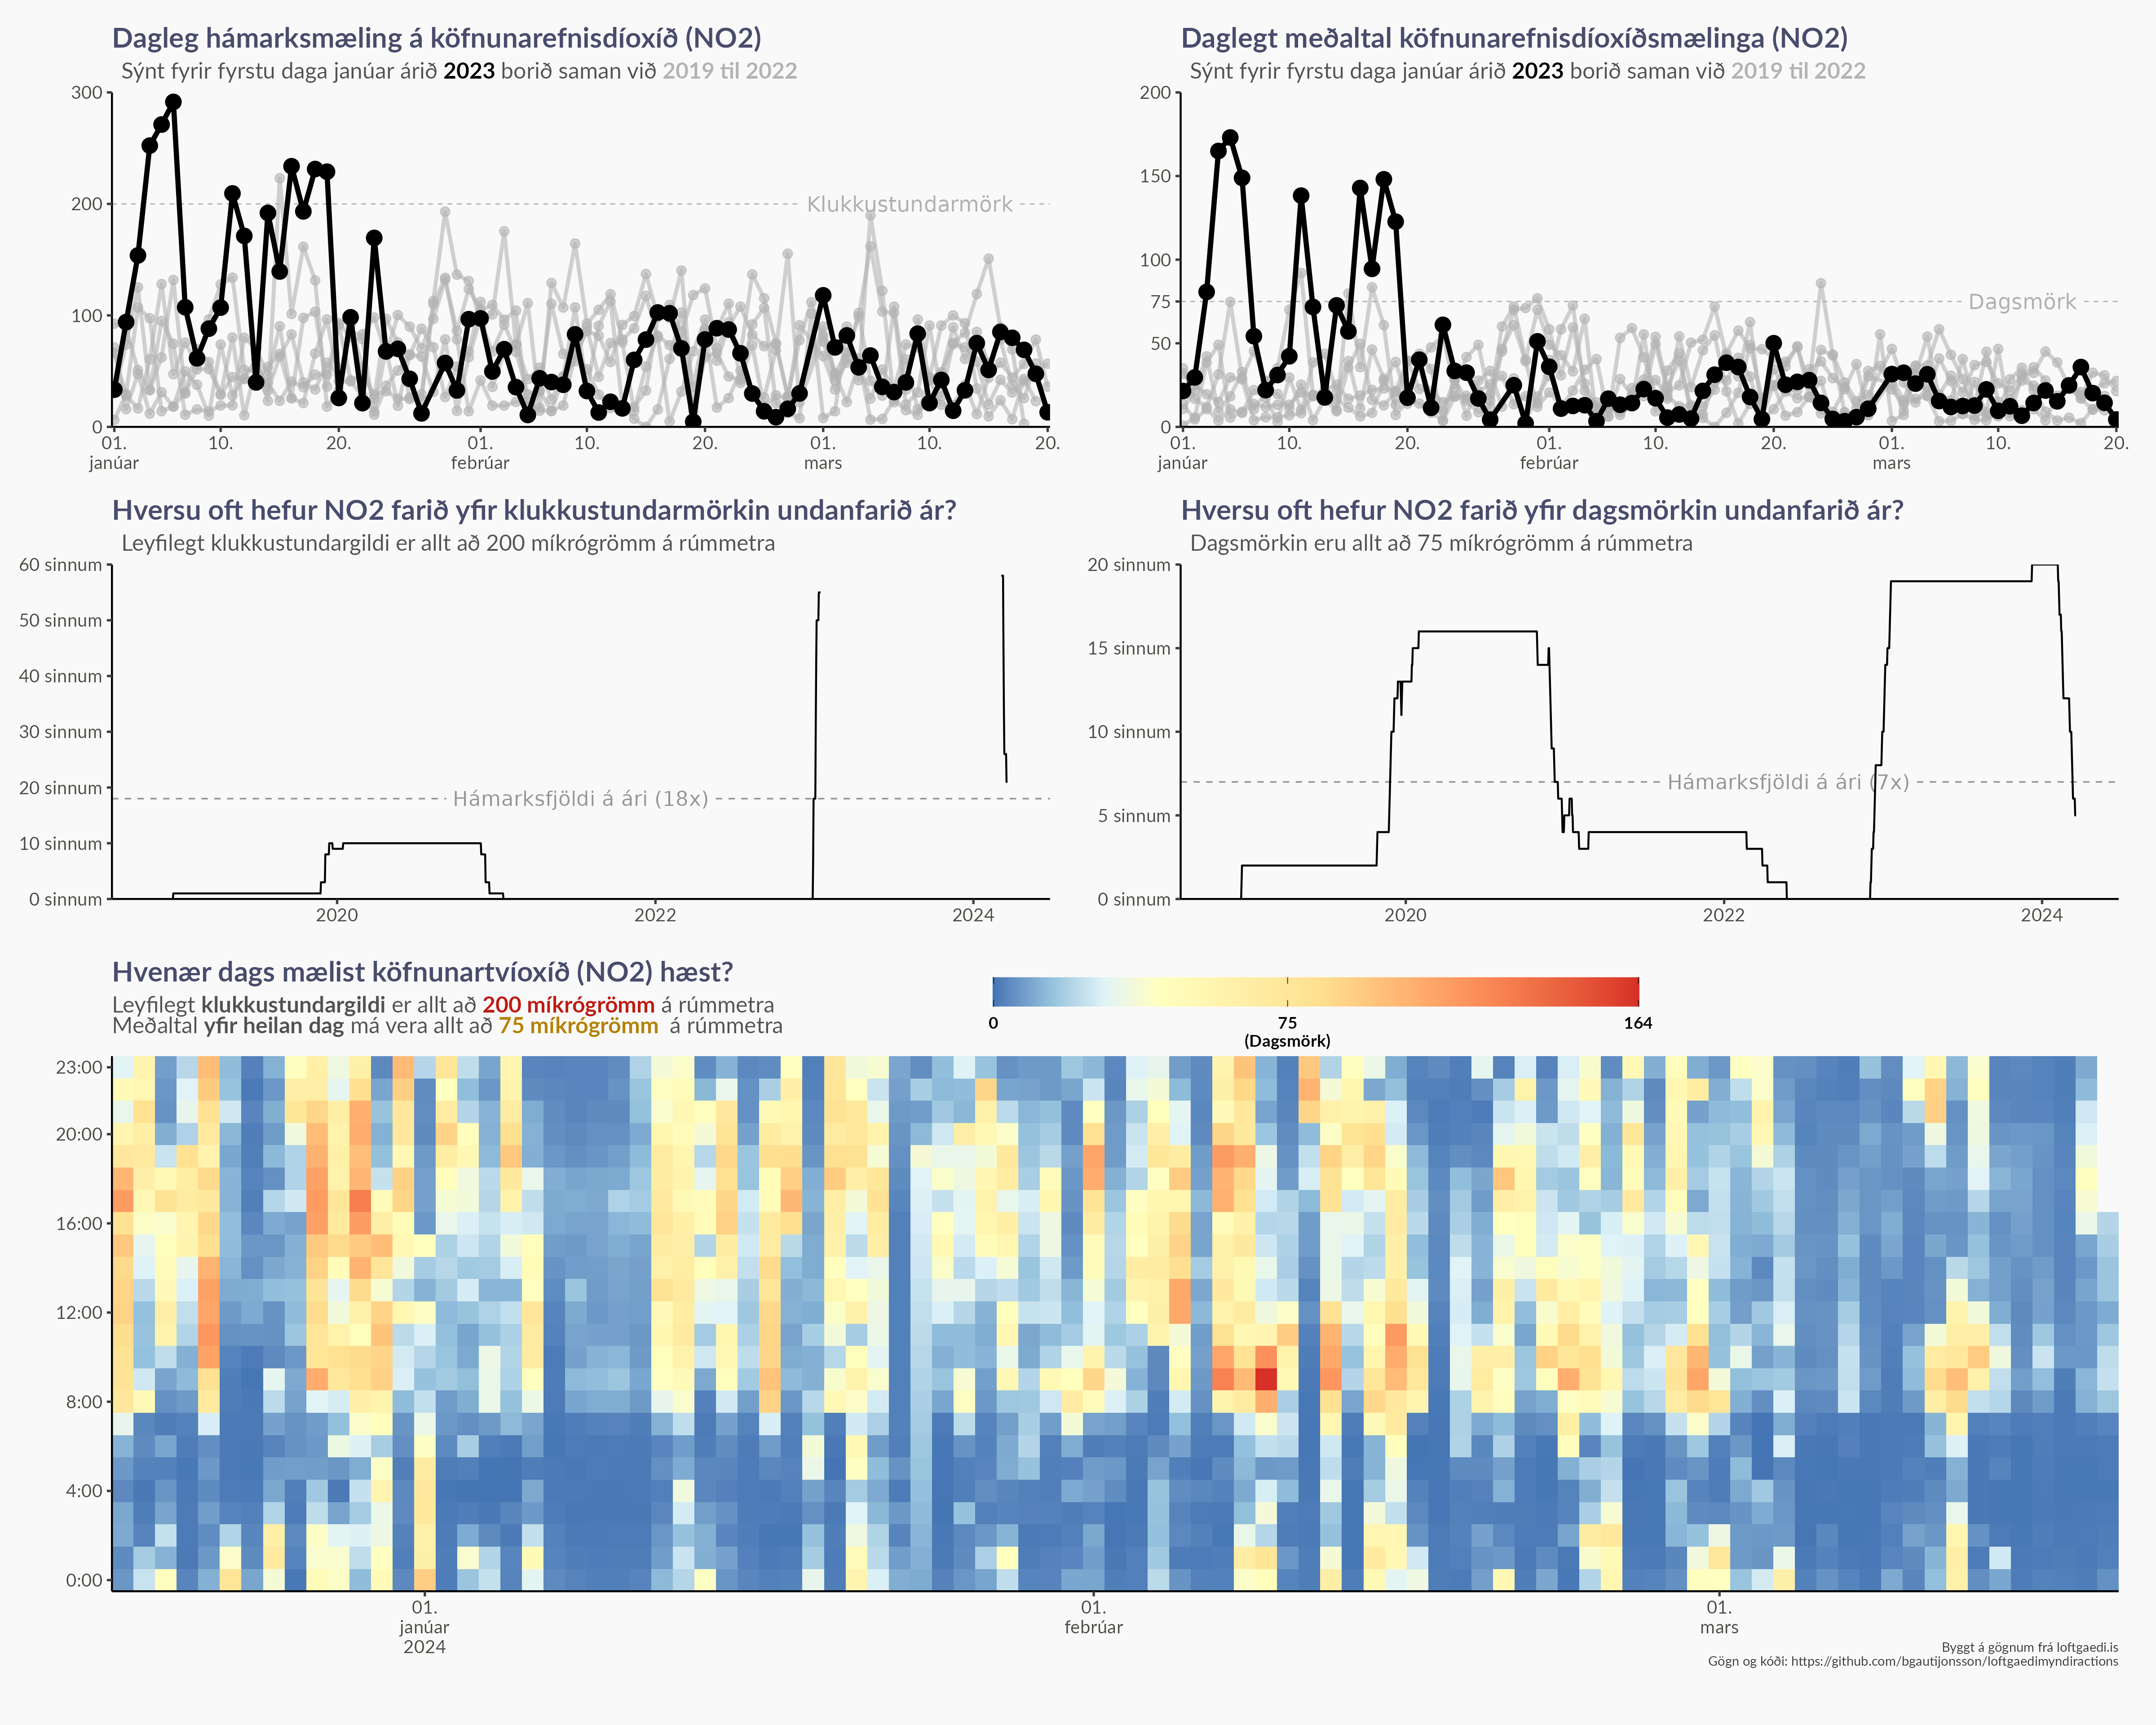 Dagleg hámarksmæling á köfnunarefnisdíoxíð (NO2)
Sýnt fyrir fyrstu daga janúar árið 2023 borið saman við 2019 til 2022
300
200
100
0
Klukkustundarmörk
01.
janúar
10.
20.
01.
febrúar
10.
20.
01.
mars
10.
20.
Daglegt meðaltal köfnunarefnisdíoxíðsmælinga (NO2)
Sýnt fyrir fyrstu daga janúar árið 2023 borið saman við 2019 til 2022
200
150
100
75
50
0
Dagsmörk
01.
janúar
10.
20.
01.
febrúar
10.
20.
01.
mars
10.
20.
Hversu oft hefur NO2 farið yfir klukkustundarmörkin undanfarið ár?
Leyfilegt klukkustundargildi er allt að 200 míkrógrömm á rúmmetra
60 sinnum
50 sinnum
40 sinnum
30 sinnum
20 sinnum
10 sinnum
0 sinnum
Hámarksfjöldi á ári (18x)
2020
2022
2024
Hversu oft hefur NO2 farið yfir dagsmörkin undanfarið ár?
Dagsmörkin eru allt að 75 míkrógrömm á rúmmetra
20 sinnum
15 sinnum
10 sinnum
5 sinnum
0 sinnum
Hámarksfjöldi á ári (7x)
2020
2022
2024
Hvenær dags mælist köfnunartvíoxíð (NO2) hæst?
Leyfilegt klukkustundargildi er allt að 200 míkrógrömm á rúmmetra
Meðaltal yfir heilan dag má vera allt að 75 míkrógrömm á rúmmetra
0
75
(Dagsmörk)
164
23:00
20:00
16:00
12:00
8:00
4:00
0:00
01.
janúar
2024
01.
febrúar
01.
mars
Byggt á gögnum frá loftgaedi.is
Gögn og kóði: https://github.com/bgautijonsson/loftgaedimyndiractions